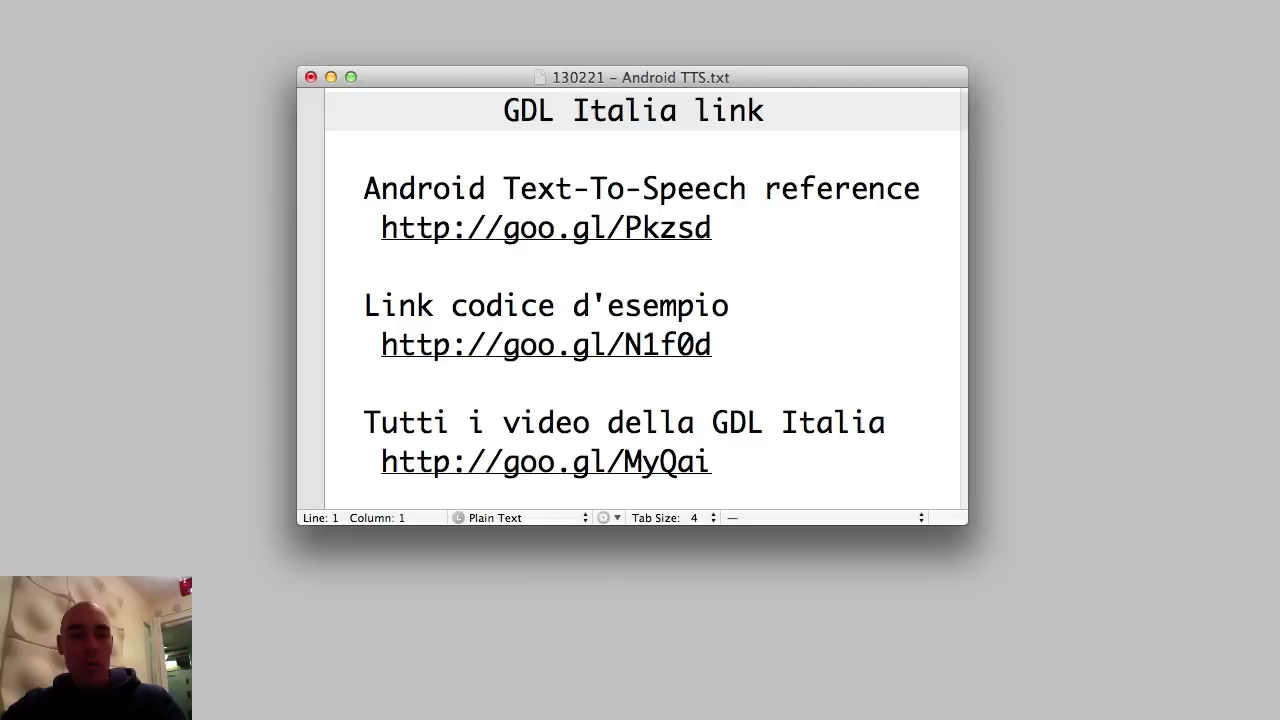 130221 – Android TTS.txt
GDL Italia link
Android Text-To-Speech reference
http://goo.gl/Pkzsd
Link codice d'esempio
http://goo.gl/N1f0d
Tutti i video della GDL Italia
http://goo.gl/MyQai
Line: 1 Column: 1 L Plain Text Tab Size: 4 —